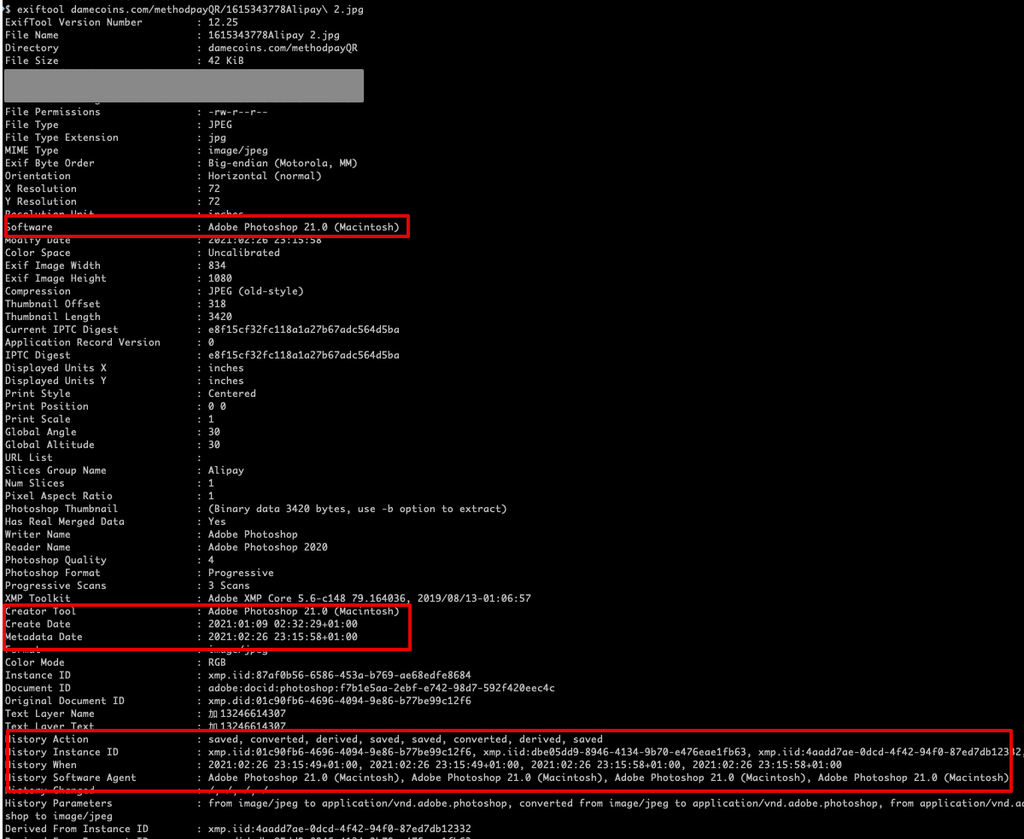 $ exiftool damecoins.com/methodpayQR/1615343778Alipay\ 2.jpg
ExifTool Version Number : 12.25
File Name : 1615343778Alipay 2.jpg
Directory : damecoins.com/methodpayQR
File Size : 42 KiB
File Permissions : -rw-r--r--
File Type : JPEG
File Type Extension : jpg
MIME Type : image/jpeg
Exif Byte Order : Big-endian (Motorola, MM)
Orientation : Horizontal (normal)
X Resolution : 72
Y Resolution : 72
Resolution Unit : inches
Software : Adobe Photoshop 21.0 (Macintosh)
Modify Date : 2021:02:26 23:15:58
Color Space : Uncalibrated
Exif Image Width : 834
Exif Image Height : 1080
Compression : JPEG (old-style)
Thumbnail Offset : 318
Thumbnail Length : 3420
Current IPTC Digest : e8f15cf32fc118a1a27b67adc564d5ba
Application Record Version : 0
IPTC Digest : e8f15cf32fc118a1a27b67adc564d5ba
Displayed Units X : inches
Displayed Units Y : inches
Print Style : Centered
Print Position : 0 0
Print Scale : 1
Global Angle : 30
Global Altitude : 30
URL List :
Slices Group Name : Alipay
Num Slices : 1
Pixel Aspect Ratio : 1
Photoshop Thumbnail : (Binary data 3420 bytes, use -b option to extract)
Has Real Merged Data : Yes
Writer Name : Adobe Photoshop
Reader Name : Adobe Photoshop 2020
Photoshop Quality : 4
Photoshop Format : Progressive
Progressive Scans : 3 Scans
XMP Toolkit : Adobe XMP Core 5.6-c148 79.164036, 2019/08/13-01:06:57
Creator Tool : Adobe Photoshop 21.0 (Macintosh)
Create Date : 2021:01:09 02:32:29+01:00
Metadata Date : 2021:02:26 23:15:58+01:00
Format : image/jpeg
Color Mode : RGB
Instance ID : xmp.iid:87af0b56-6586-453a-b769-ae68edfe8684
Document ID : adobe:docid:photoshop:f7b1e5aa-2ebf-e742-98d7-592f420eec4c
Original Document ID : xmp.did:01c90fb6-4696-4094-9e86-b77be99c12f6
Text Layer Name : 加13246614307
Text Layer Text : 加13246614307
History Action : saved, converted, derived, saved, saved, converted, derived, saved
History Instance ID : xmp.iid:01c90fb6-4696-4094-9e86-b77be99c12f6, xmp.iid:dbe05dd9-8946-4134-9b70-e476eae1fb63, xmp.iid:4aadd7ae-0dcd-4f42-94f0-87ed7db12332,
History When : 2021:02:26 23:15:49+01:00, 2021:02:26 23:15:49+01:00, 2021:02:26 23:15:58+01:00, 2021:02:26 23:15:58+01:00
History Software Agent : Adobe Photoshop 21.0 (Macintosh), Adobe Photoshop 21.0 (Macintosh), Adobe Photoshop 21.0 (Macintosh), Adobe Photoshop 21.0 (Macintosh)
History Changed : /, /, /, /
History Parameters : from image/jpeg to application/vnd.adobe.photoshop, converted from image/jpeg to application/vnd.adobe.photoshop, from application/vnd.a
shop to image/jpeg
Derived From Instance ID : xmp.iid:4aadd7ae-0dcd-4f42-94f0-87ed7db12332